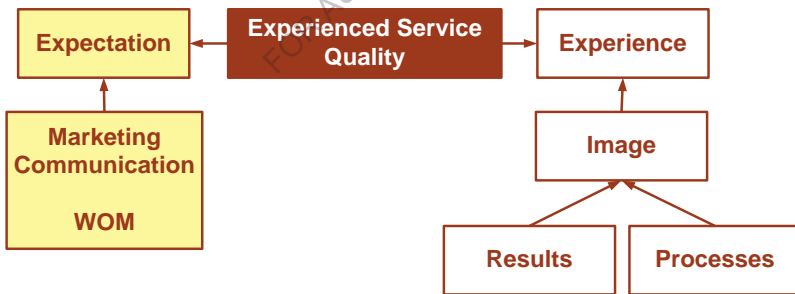 Expectation
Experienced Service
Quality
Experience
Marketing
Communication
WOM
Image
Results
Processes